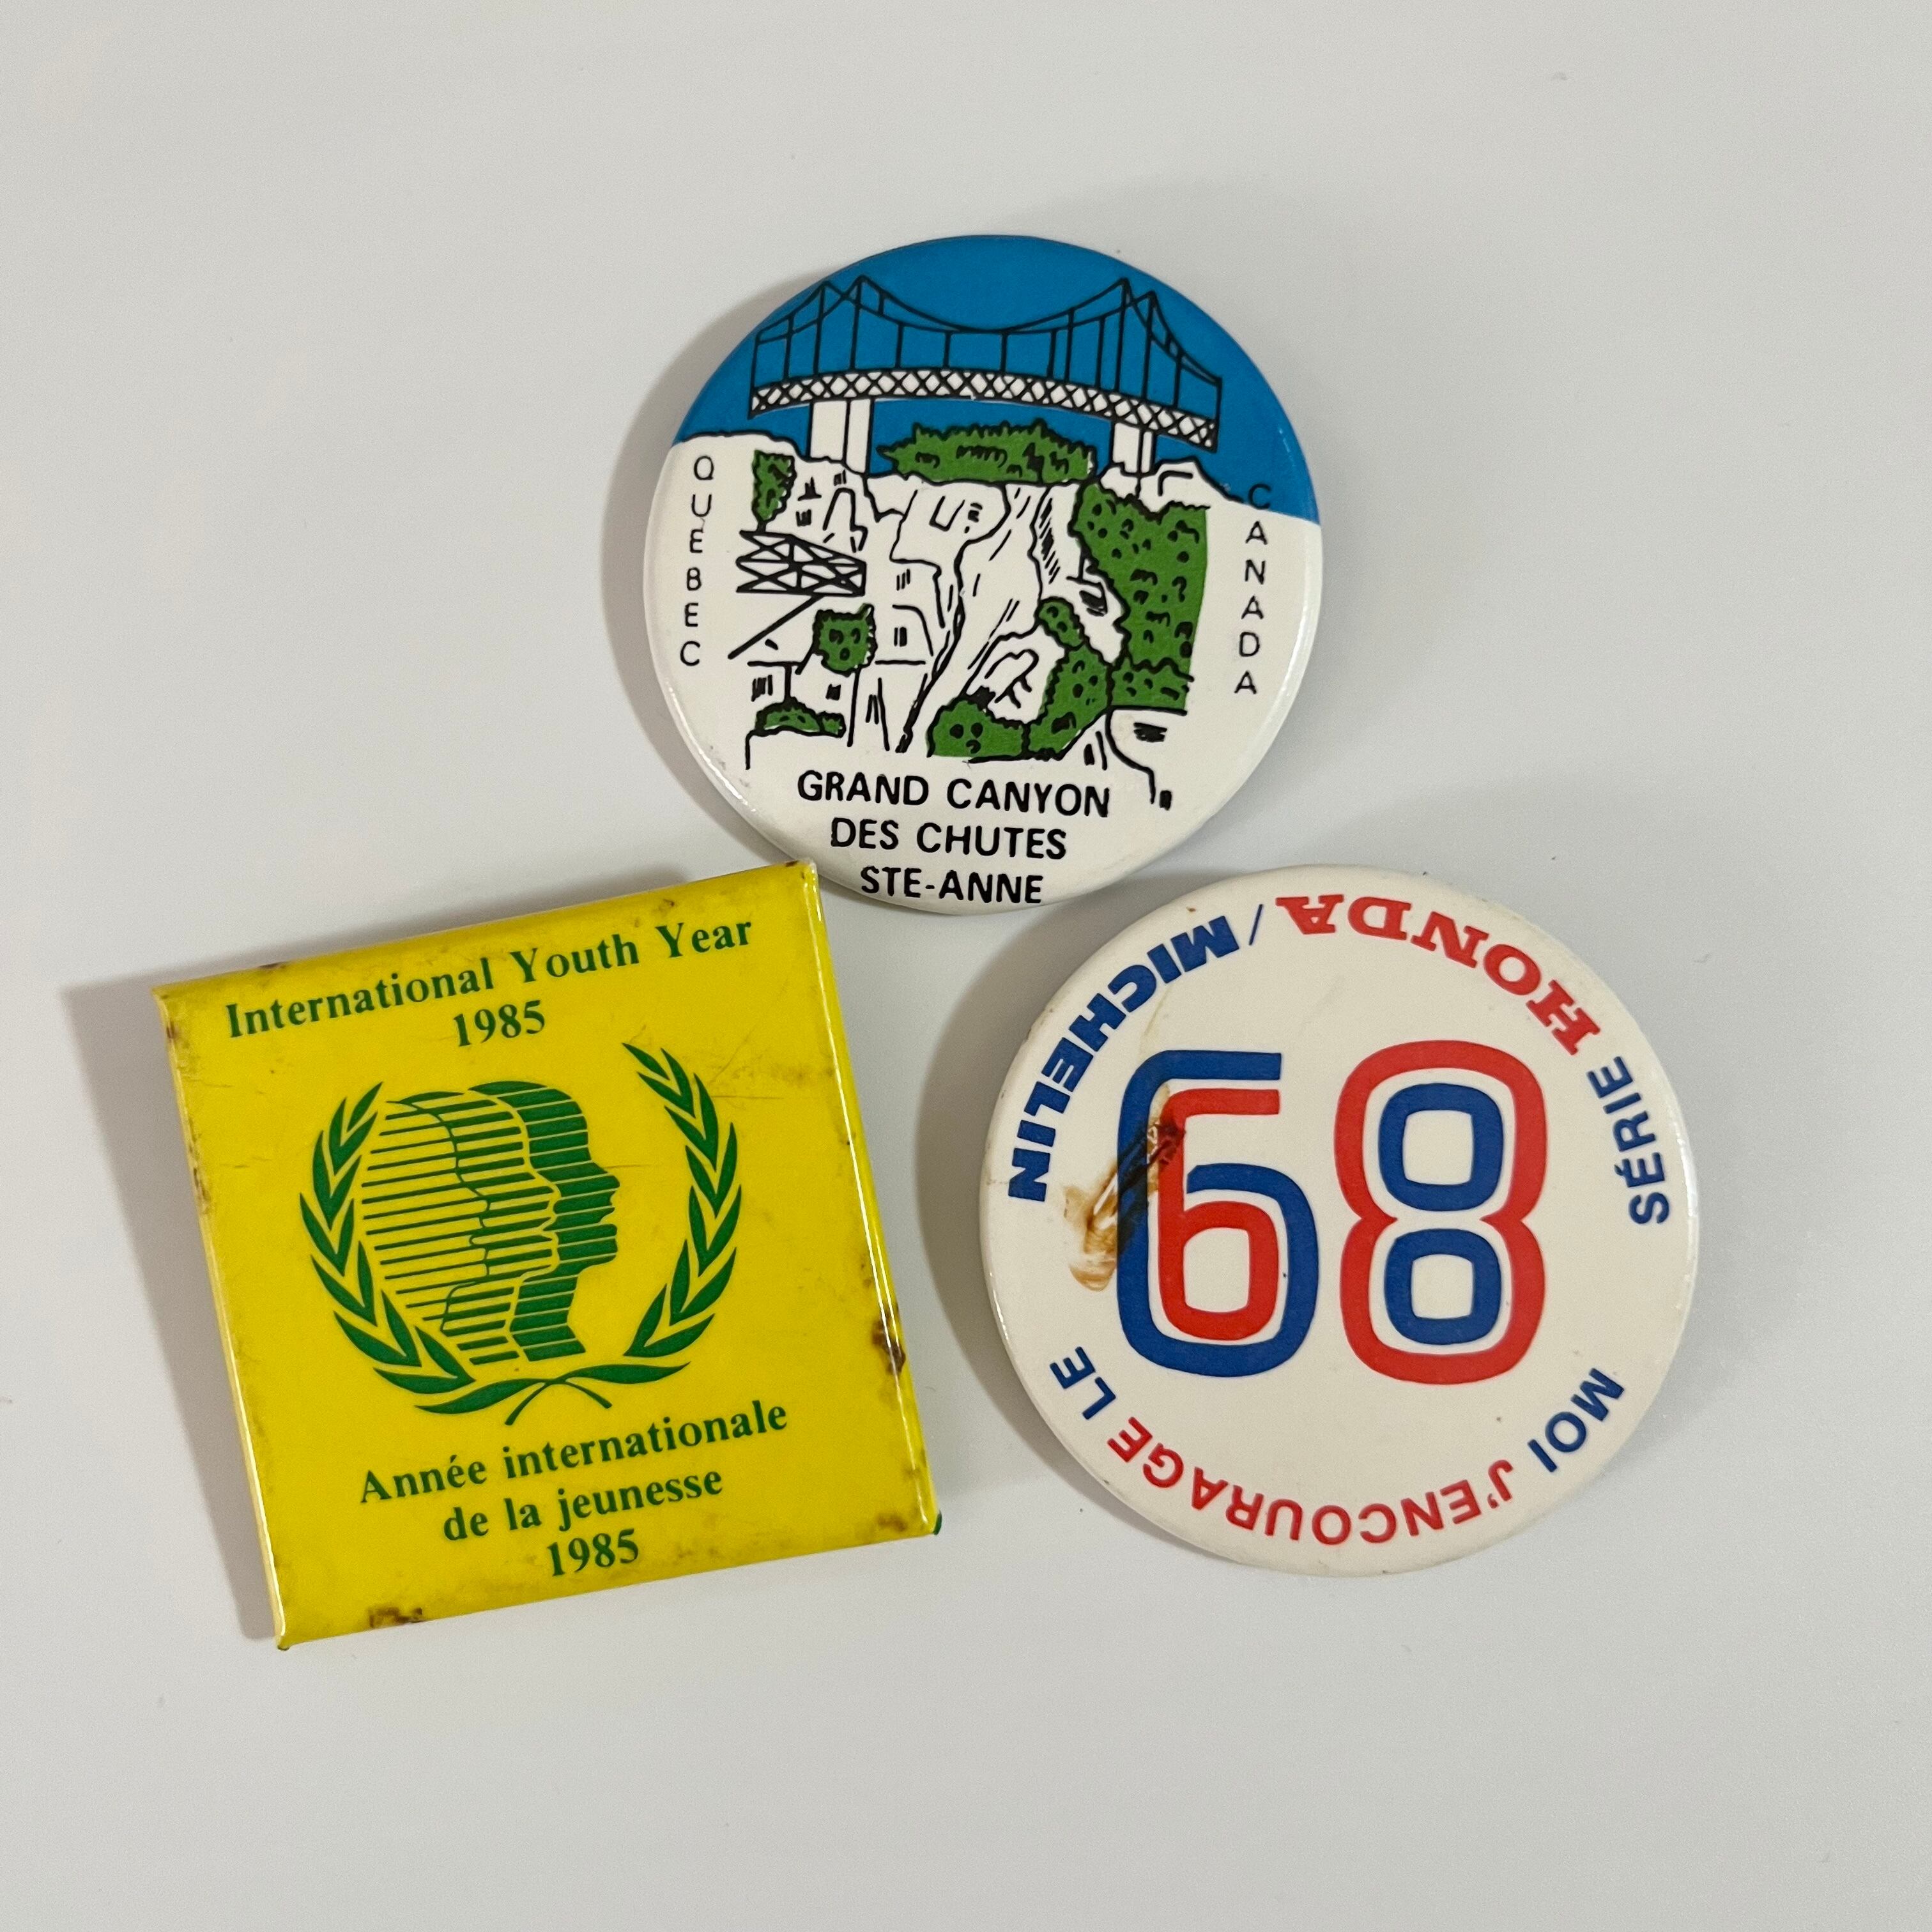 QUEBEC
CANADA
GRAND CANYON
DES CHUTES
STE-ANNE
International Youth Year
1985
Année internationale
de la jeunesse
1985
MOI J'ENCOURAGE LE
89
SÉRIE HONDA/MICHELIN